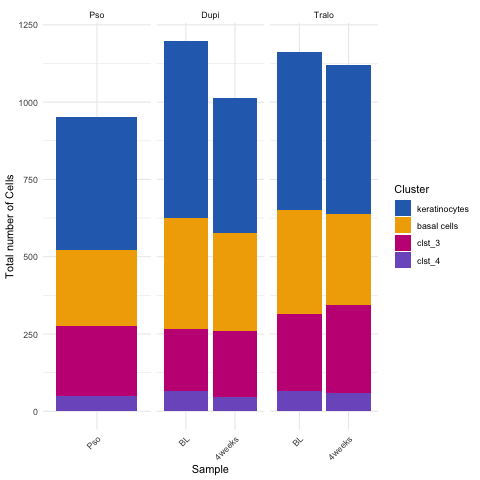 Pso Dupi Tralo
1250
1000
750
500
250
0
Total number of Cells
Pso BL 4weeks BL 4weeks
Sample
Cluster
keratinocytes
basal cells
clst_3
clst_4